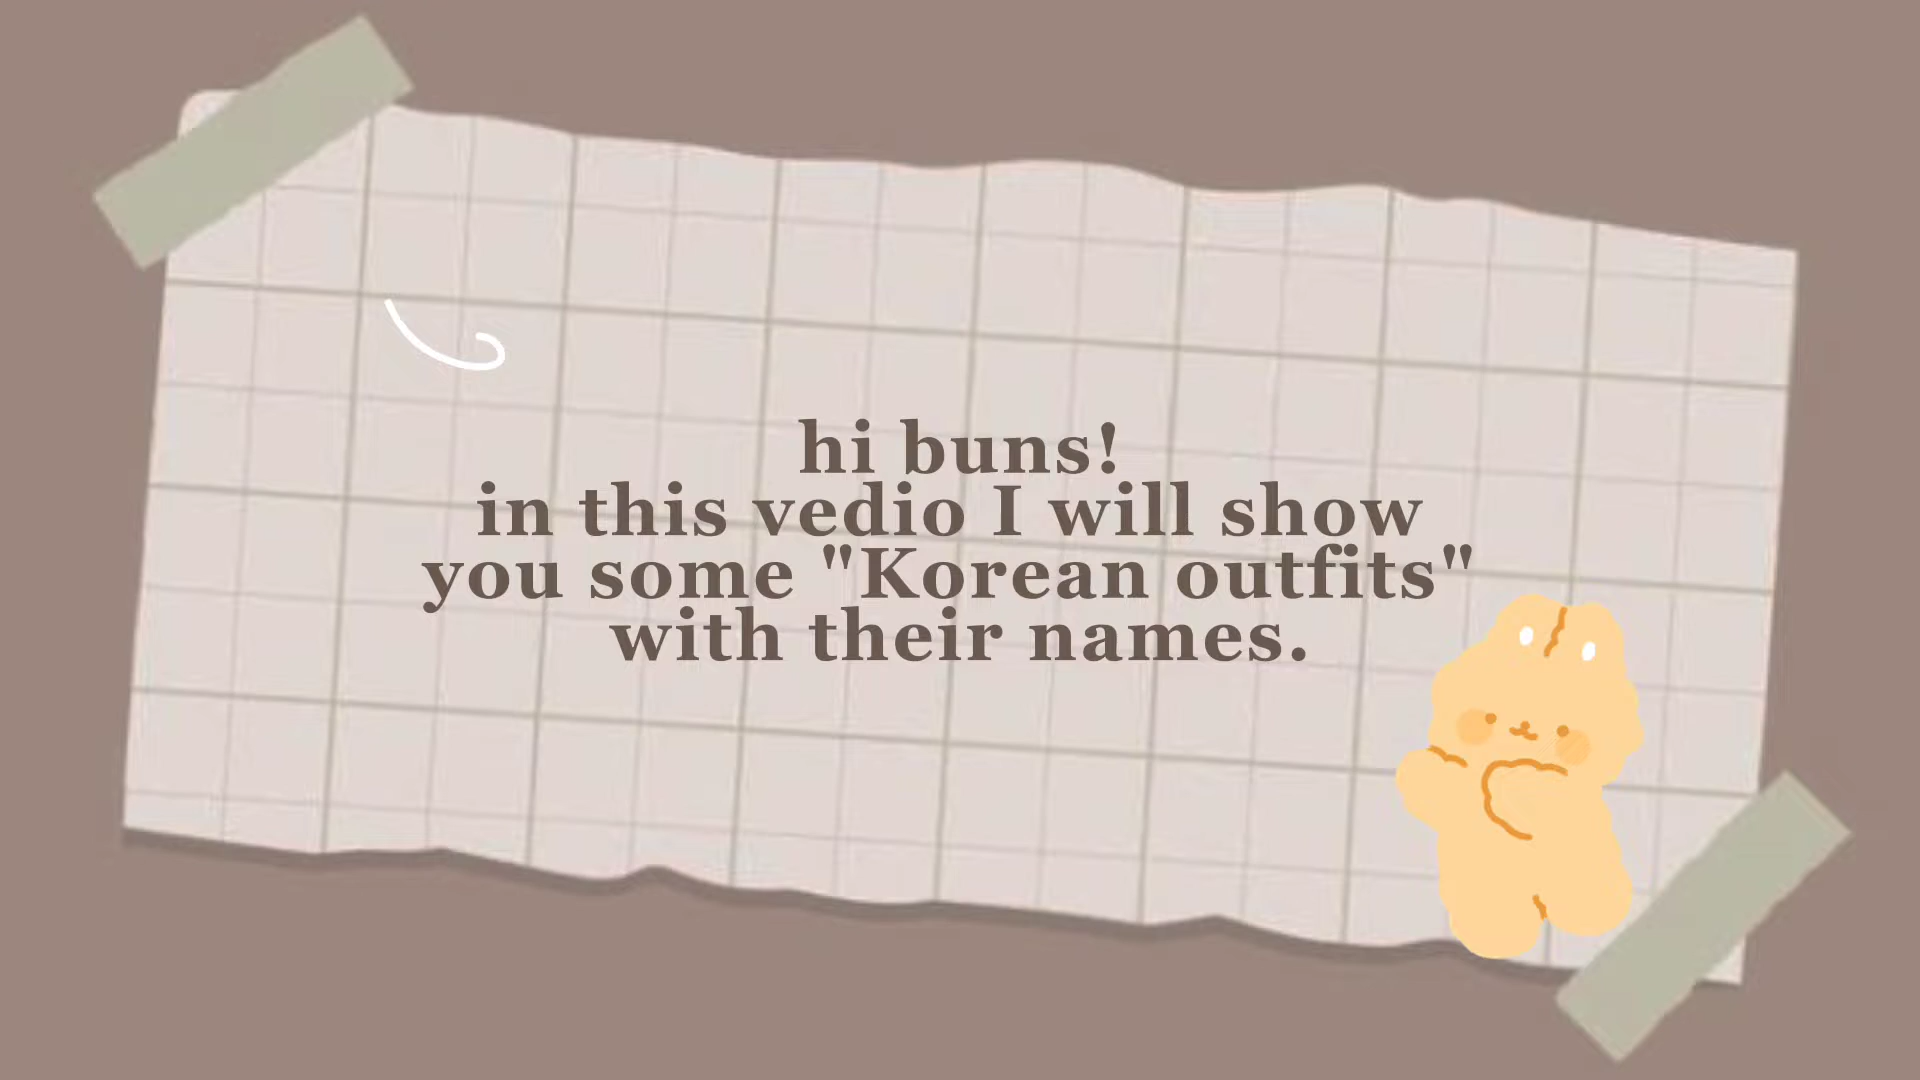 hi buns!
in this vedio I will show
you some "Korean outfits"
with their names.